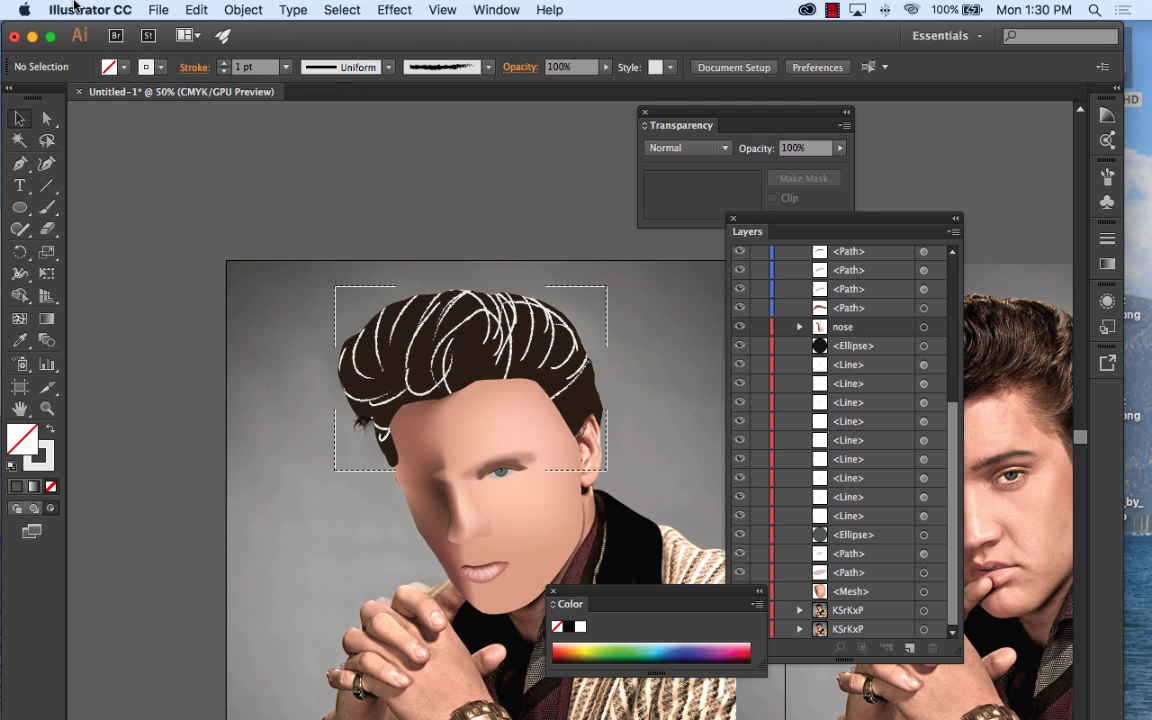 Illustrator CC File Edit Object Type Select Effect View Window Help 100% Mon 1:30 PM
Ai Br St Essentials
No Selection Stroke: 1 pt Uniform Opacity: 100% Style: Document Setup Preferences
× Untitled-1* @ 50% (CMYK/GPU Preview)
HD
Transparency
Normal Opacity: 100%
Make Mask
Clip
Layers
<Path>
<Path>
<Path>
<Path>
nose
<Ellipse>
<Line>
<Line>
<Line>
<Line>
<Line>
<Line>
<Line>
<Line>
<Line>
<Ellipse>
<Path>
<Path>
<Mesh>
KSrKxP
KSrKxP
Color
ong
ong
_by_
o